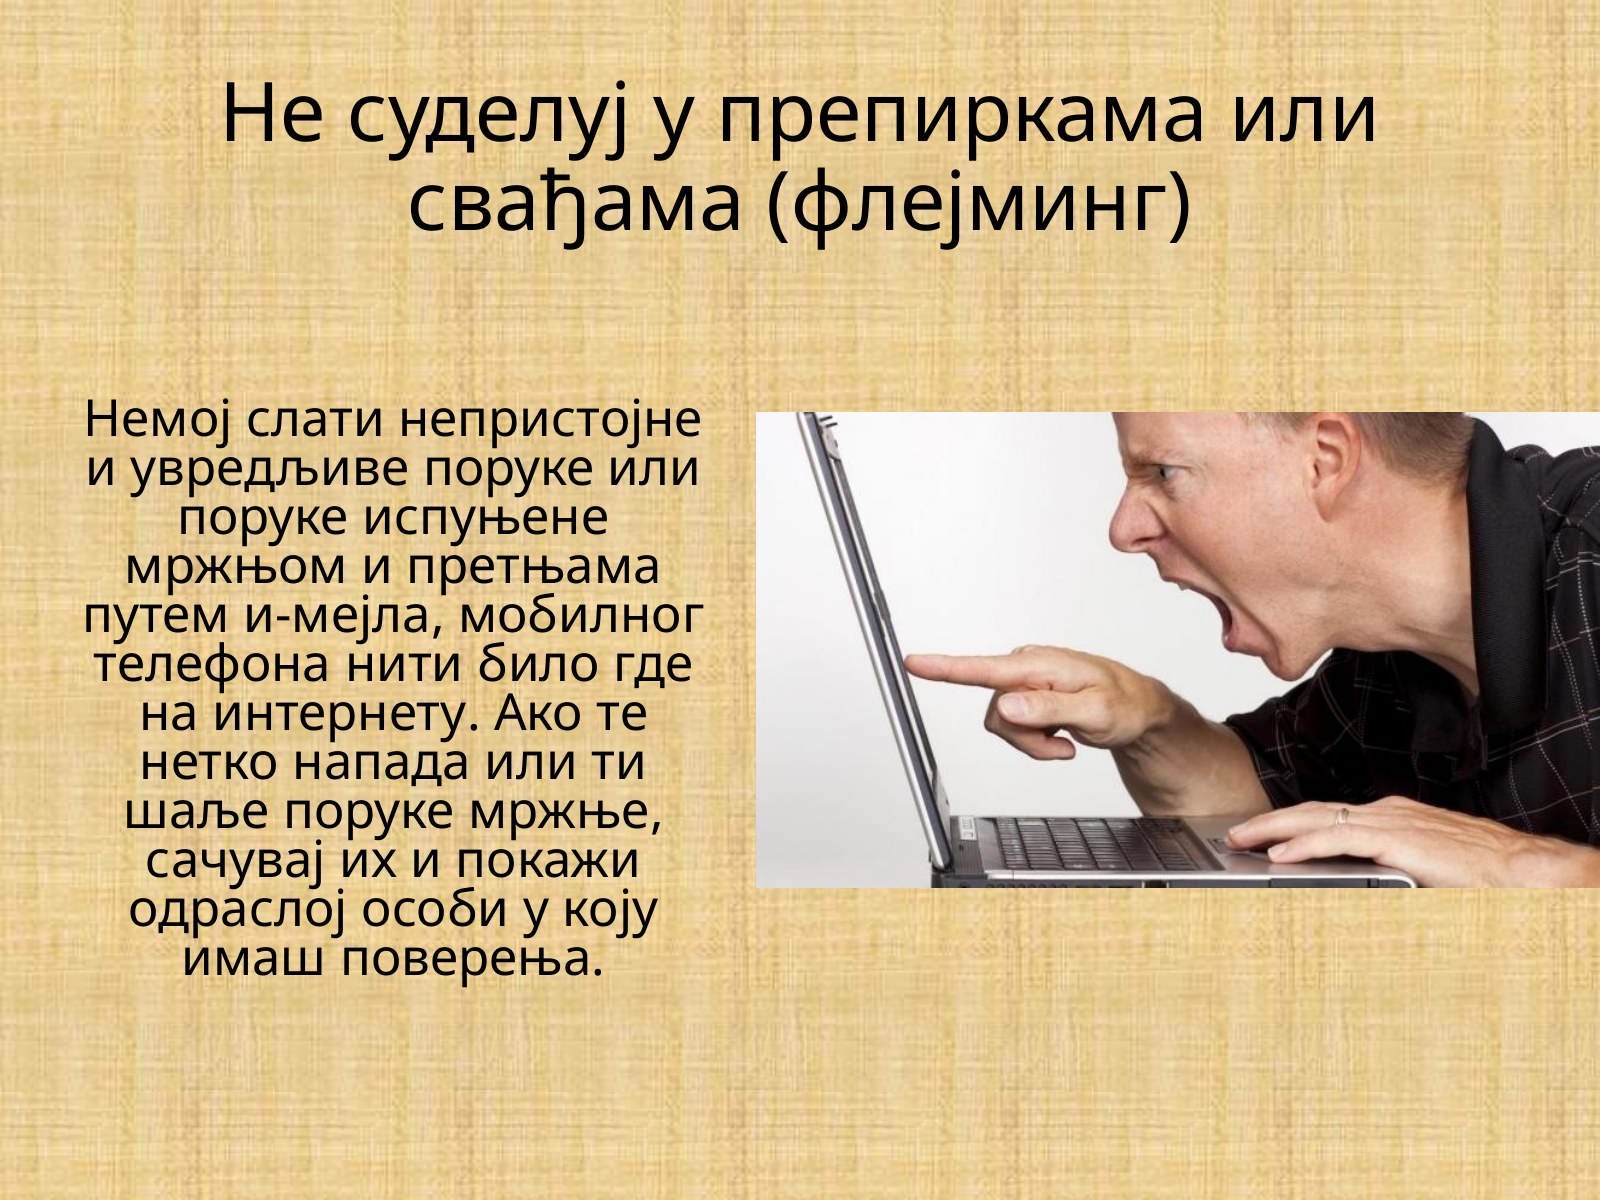 Не суделуј у препиркама или
свађама (флејминг)
Немој слати непристојне
и увредљиве поруке или
поруке испуњене
мржњом и претњама
путем и-мејла, мобилног
телефона нити било где
на интернету. Ако те
нетко напада или ти
шаље поруке мржње,
сачувај их и покажи
одраслој особи у коју
имаш поверења.